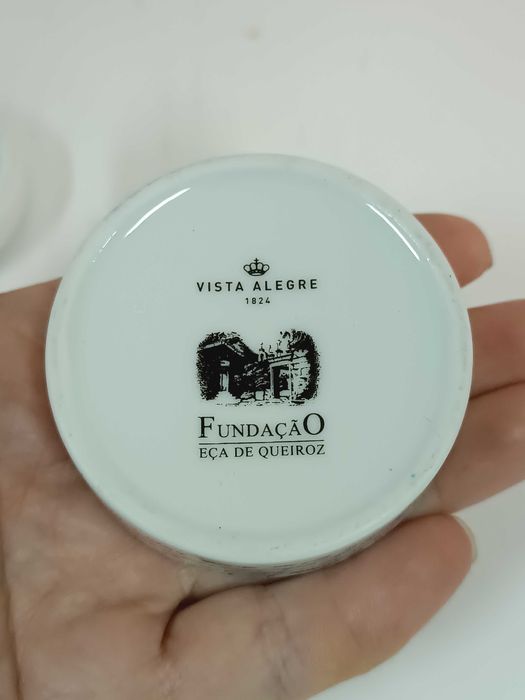 VISTA ALEGRE
1824
FUNDAÇÃO
EÇA DE QUEIROZ